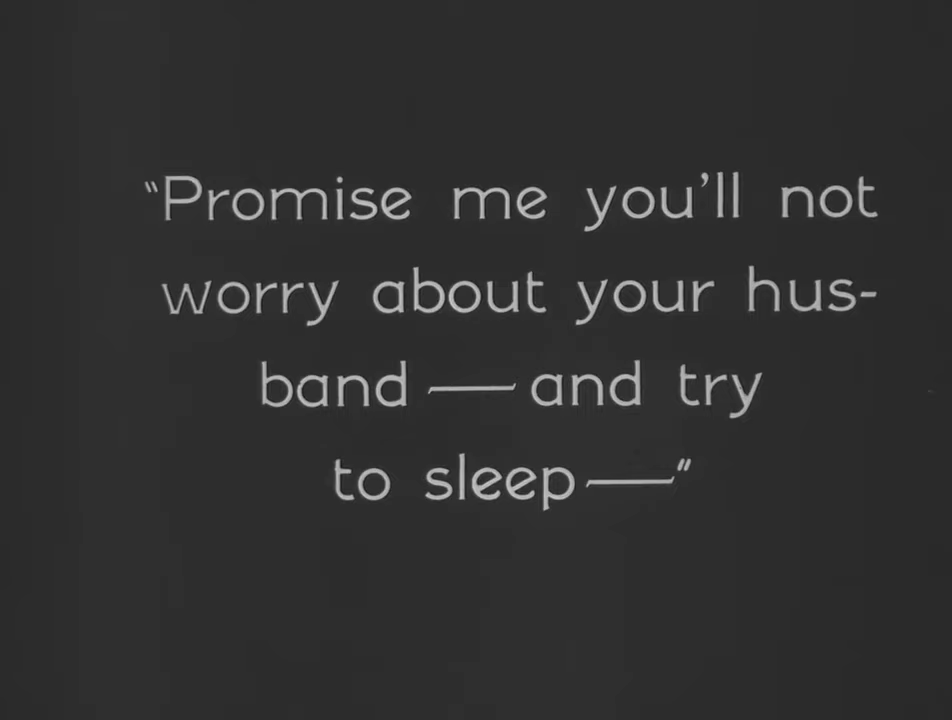 "Promise me you'll not
worry about your hus-
band — and try
to sleep —"